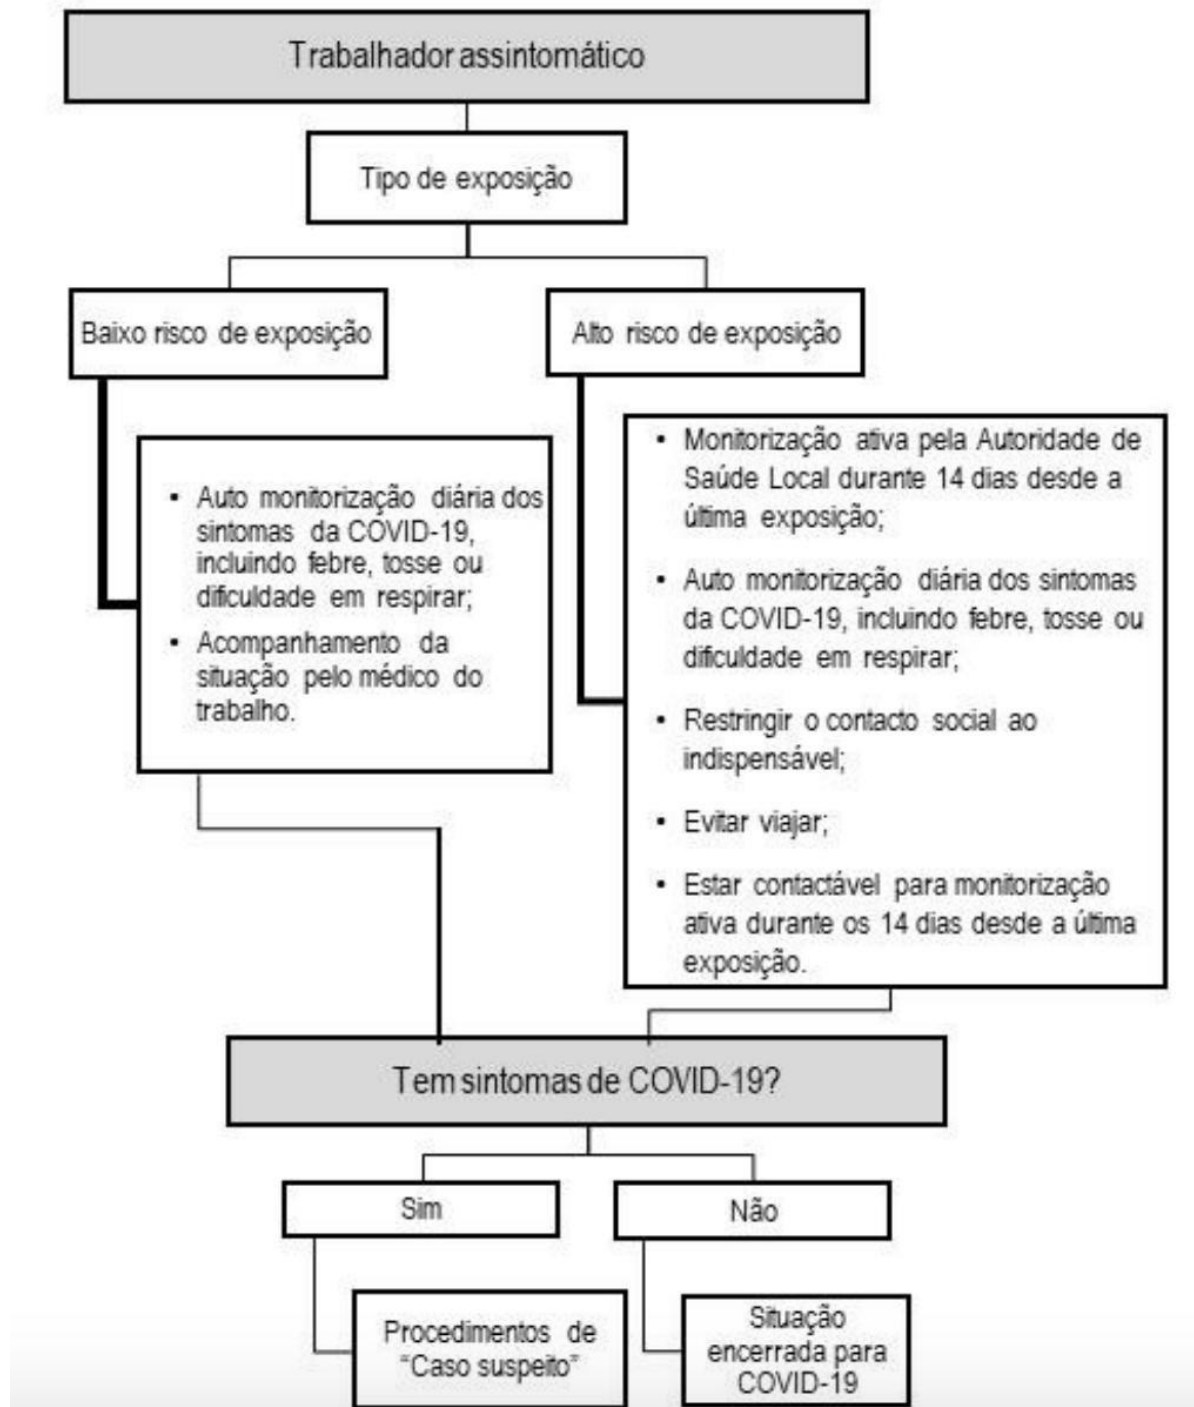 Trabalhador assintomático
Tipo de exposição
Baixo risco de exposição
Alto risco de exposição
• Auto monitorização diária dos
sintomas da COVID-19,
incluindo febre, tosse ou
dificuldade em respirar;
• Acompanhamento da
situação pelo médico do
trabalho.
• Monitorização ativa pela Autoridade de
Saúde Local durante 14 dias desde a
última exposição;
• Auto monitorização diária dos sintomas
da COVID-19, incluindo febre, tosse ou
dificuldade em respirar;
• Restringir o contacto social ao
indispensável;
• Evitar viajar;
• Estar contactável para monitorização
ativa durante os 14 dias desde a última
exposição.
Tem sintomas de COVID-19?
Sim
Não
Procedimentos de
“Caso suspeito”
Situação
encerrada para
COVID-19